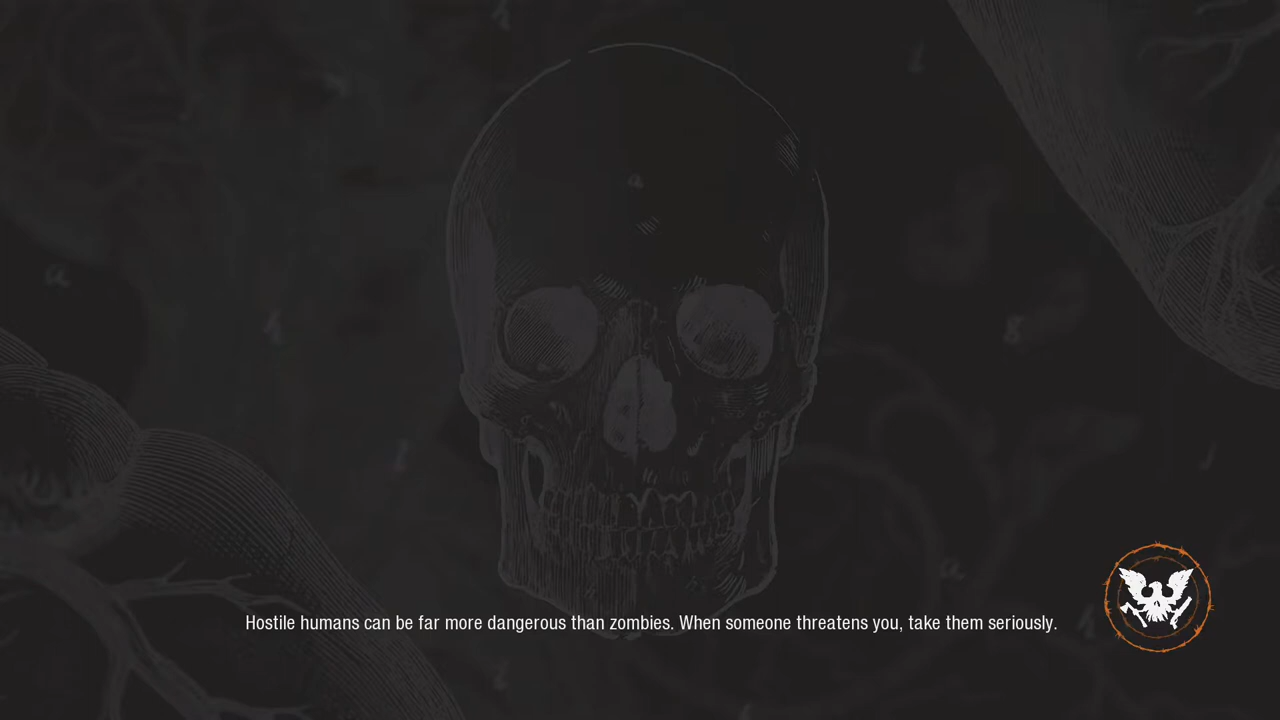 a
a
Hostile humans can be far more dangerous than zombies. When someone threatens you, take them seriously.